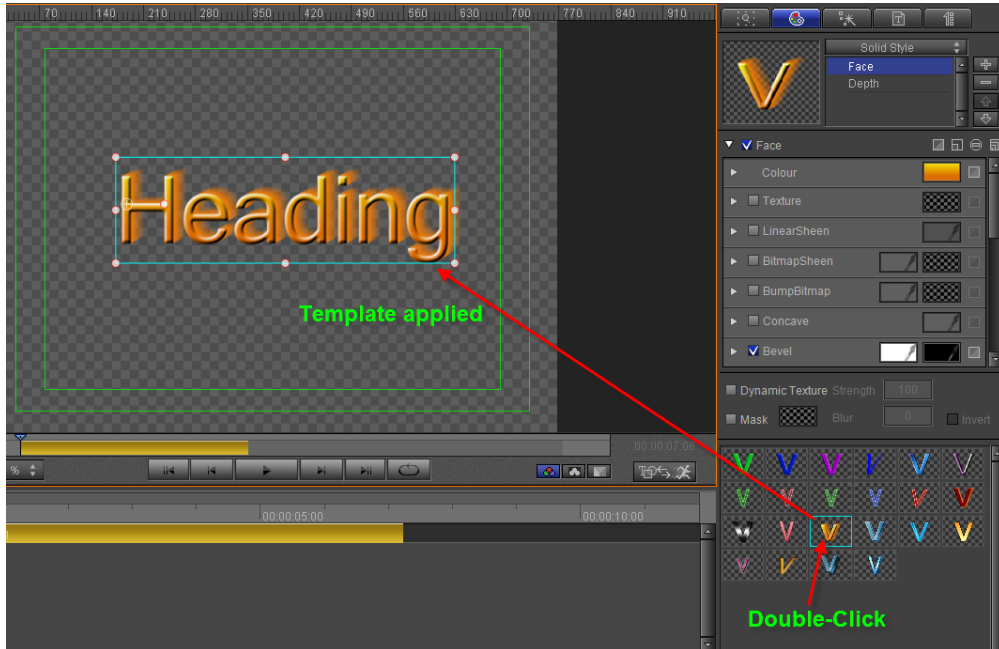 70 140 210 280 350 420 490 560 630 700 770 840 910
Solid Style
Face
Depth
Face
Colour
Texture
LinearSheen
BitmapSheen
BumpBitmap
Concave
Bevel
Heading
Template applied
Dynamic Texture Strength 100
Mask Blur 0 Invert
00:00:07:06
%
00:00:05:00 00:00:10:00
Double-Click